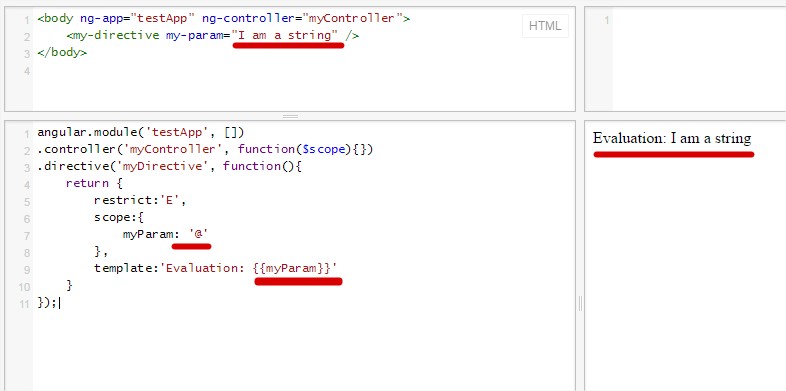 1 <body ng-app="testApp" ng-controller="myController">
2     <my-directive my-param="I am a string" />
3 </body>
4
HTML
1
1 angular.module('testApp', [])
2 .controller('myController', function($scope){})
3 .directive('myDirective', function(){
4     return {
5         restrict:'E',
6         scope:{
7             myParam: '@'
8         },
9         template:'Evaluation: {{myParam}}'
10     }
11 });
Evaluation: I am a string